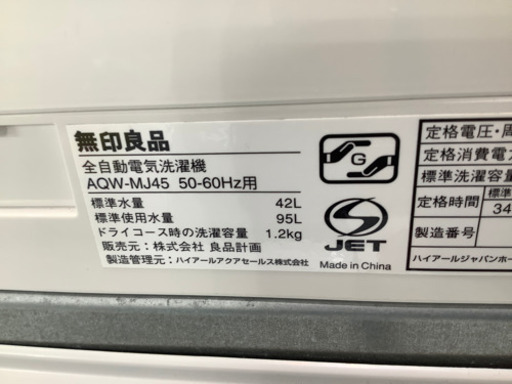 無印良品
全自動電気洗濯機
AQW-MJ45 50-60Hz用
標準水量 42L
標準使用水量 95L
ドライコース時の洗濯容量 1.2kg
販売元：株式会社 良品計画
製造管理元：ハイアールアクアセールス株式会社
G
JET
Made in China
定格電圧・周
定格消費電力
標準洗濯容量
定格時間
標準
34
製造番号
ハイアールジャパンホー